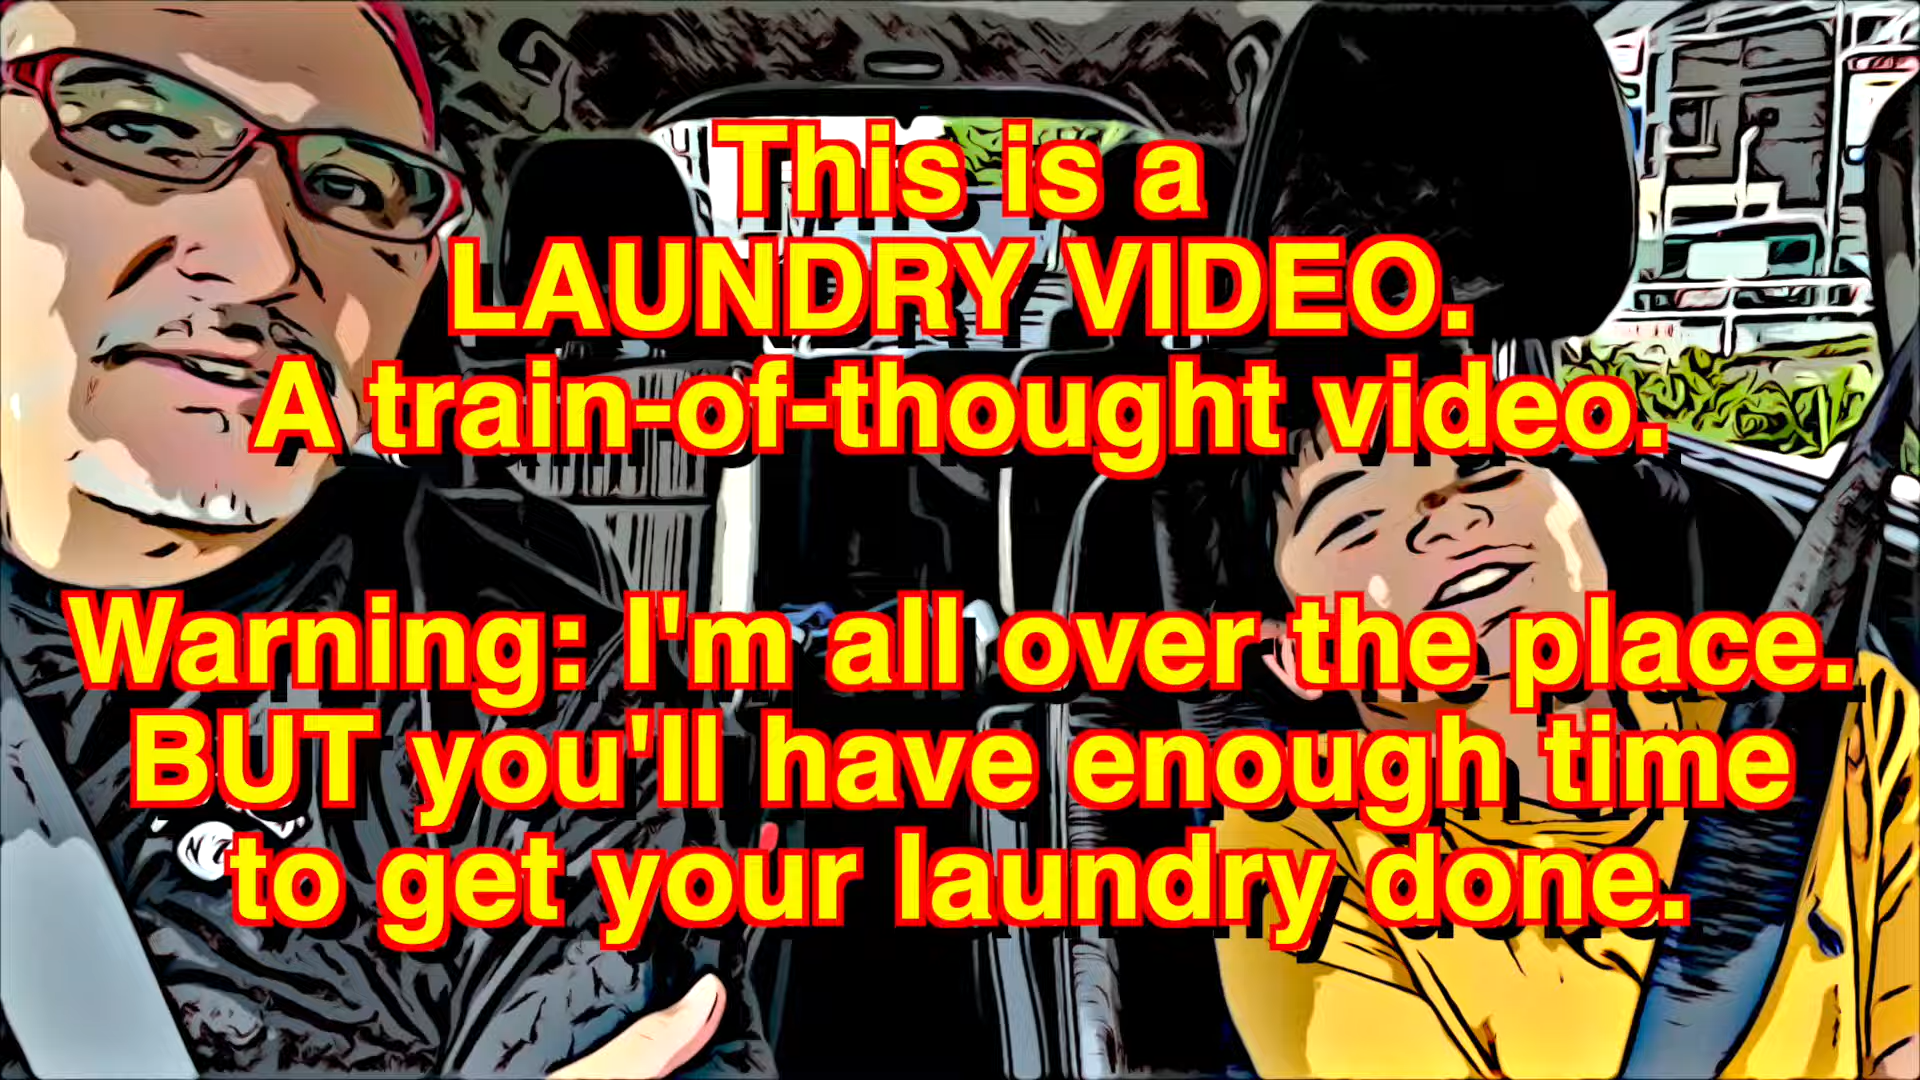 This is a
LAUNDRY VIDEO.
A train-of-thought video.
Warning: I'm all over the place.
BUT you'll have enough time
to get your laundry done.